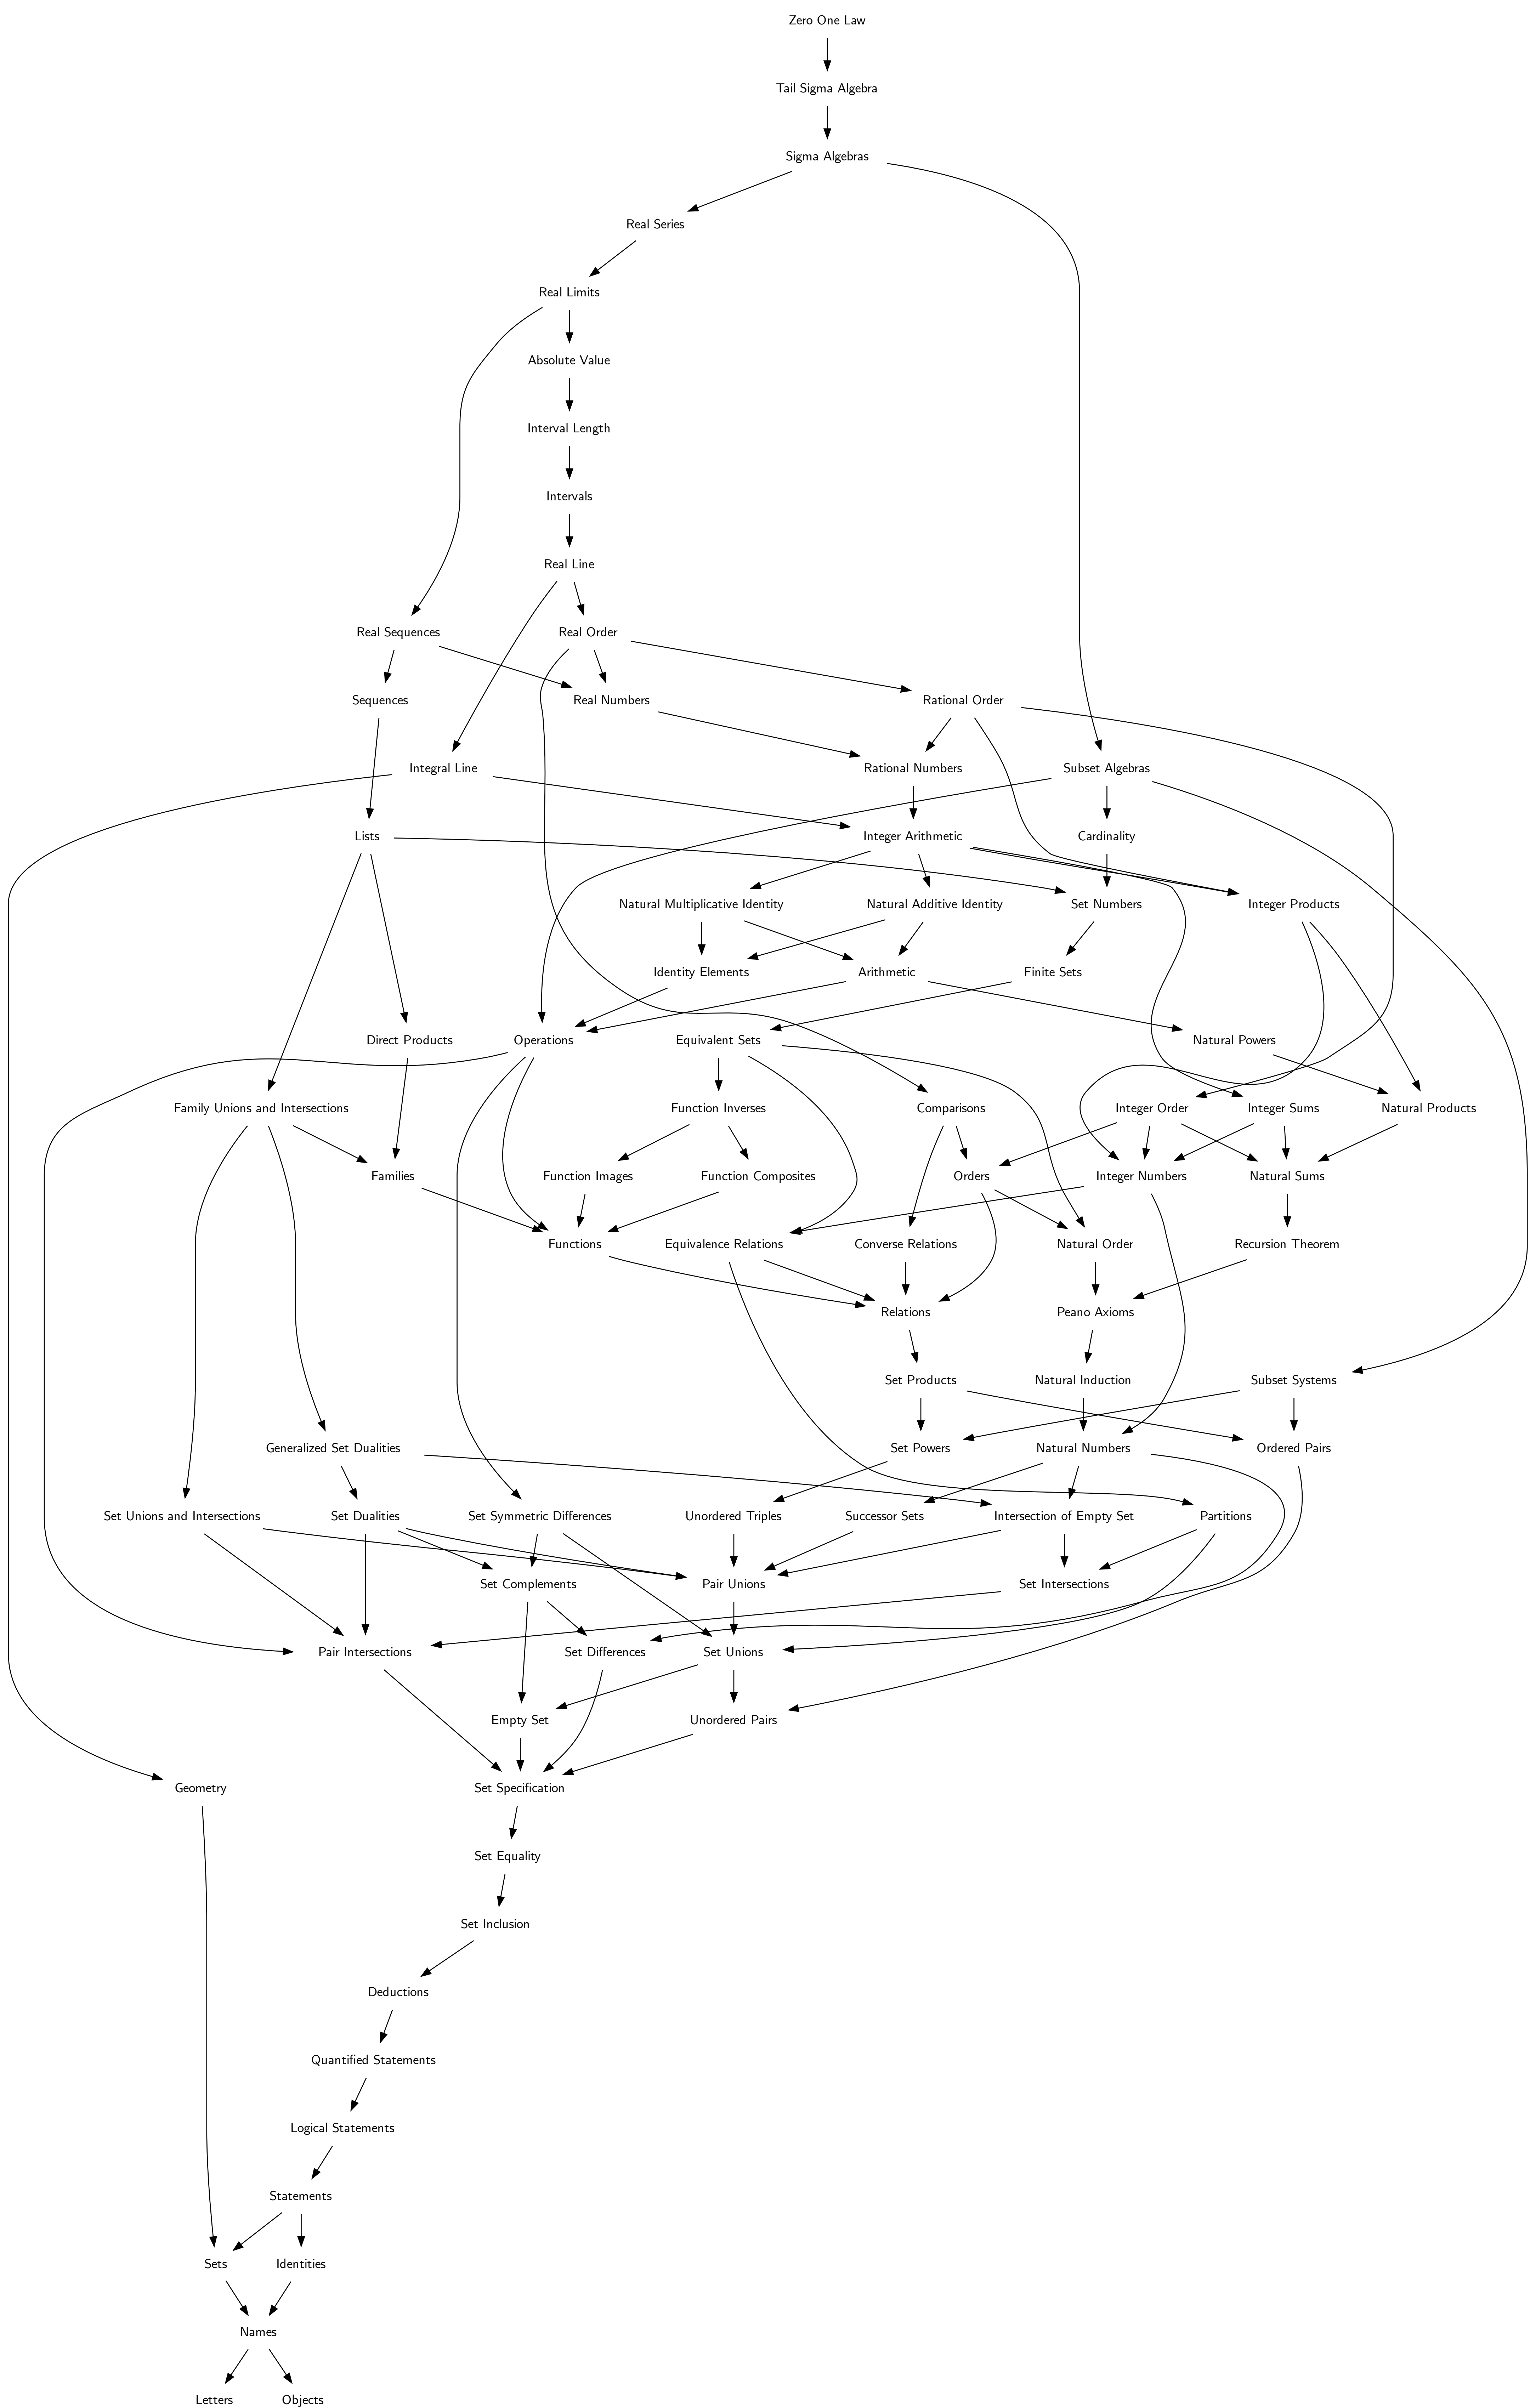 Zero One Law
Tail Sigma Algebra
Sigma Algebras
Real Series
Real Limits
Absolute Value
Interval Length
Intervals
Real Line
Real Sequences
Real Order
Sequences
Real Numbers
Rational Order
Integral Line
Rational Numbers
Subset Algebras
Lists
Integer Arithmetic
Cardinality
Natural Multiplicative Identity
Natural Additive Identity
Set Numbers
Integer Products
Identity Elements
Arithmetic
Finite Sets
Direct Products
Operations
Equivalent Sets
Natural Powers
Family Unions and Intersections
Function Inverses
Comparisons
Integer Order
Integer Sums
Natural Products
Families
Function Images
Function Composites
Orders
Integer Numbers
Natural Sums
Functions
Equivalence Relations
Converse Relations
Natural Order
Recursion Theorem
Relations
Peano Axioms
Set Products
Natural Induction
Subset Systems
Generalized Set Dualities
Set Powers
Natural Numbers
Ordered Pairs
Set Unions and Intersections
Set Dualities
Set Symmetric Differences
Unordered Triples
Successor Sets
Intersection of Empty Set
Partitions
Set Complements
Pair Unions
Set Intersections
Pair Intersections
Set Differences
Set Unions
Empty Set
Unordered Pairs
Geometry
Set Specification
Set Equality
Set Inclusion
Deductions
Quantified Statements
Logical Statements
Statements
Sets
Identities
Names
Letters
Objects